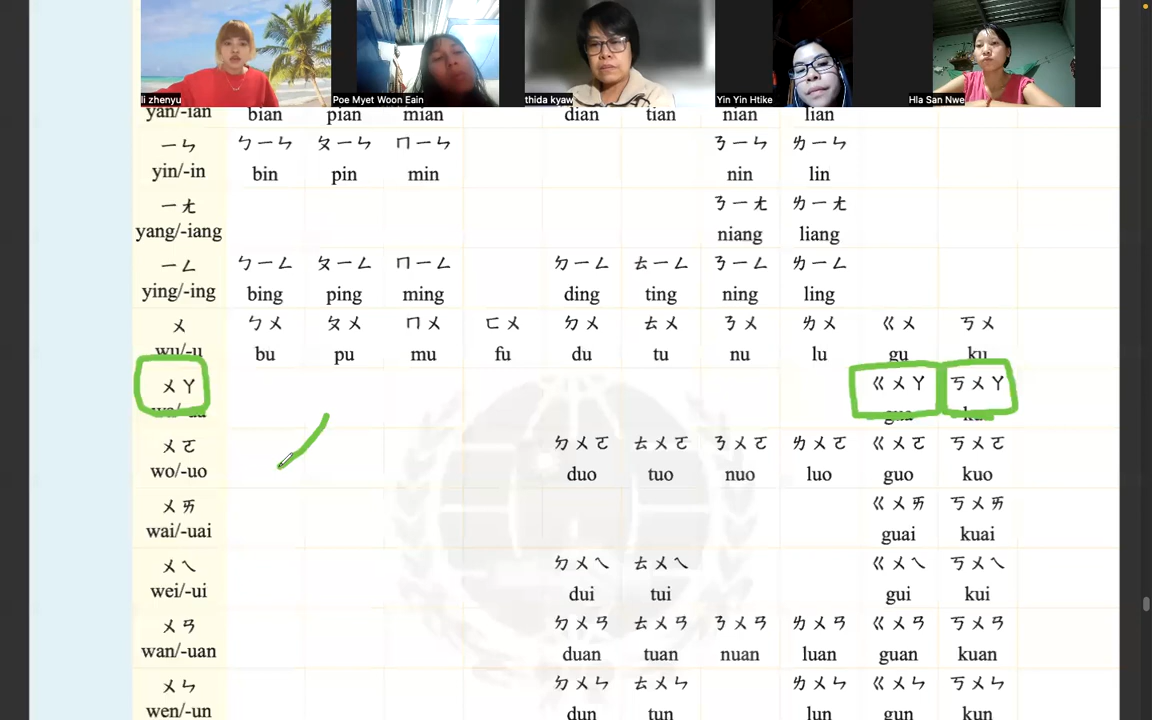 li zhenyu
Poe Myet Woon Eain
thida kyaw
Yin Yin Htike
Hla San Nwe
yan/-ian bian pian mian dian tian nian lian
ㄧㄣ ㄅㄧㄣ ㄆㄧㄣ ㄇㄧㄣ ㄋㄧㄣ ㄌㄧㄣ
yin/-in bin pin min nin lin
ㄧㄤ ㄋㄧㄤ ㄌㄧㄤ
yang/-iang niang liang
ㄧㄥ ㄅㄧㄥ ㄆㄧㄥ ㄇㄧㄥ ㄉㄧㄥ ㄊㄧㄥ ㄋㄧㄥ ㄌㄧㄥ
ying/-ing bing ping ming ding ting ning ling
ㄨ ㄅㄨ ㄆㄨ ㄇㄨ ㄈㄨ ㄉㄨ ㄊㄨ ㄋㄨ ㄌㄨ ㄍㄨ ㄎㄨ
wu/-u bu pu mu fu du tu nu lu gu ku
ㄨㄚ ㄍㄨㄚ ㄎㄨㄚ
wa/-ua gua
ㄨㄛ ㄉㄨㄛ ㄊㄨㄛ ㄋㄨㄛ ㄌㄨㄛ ㄍㄨㄛ ㄎㄨㄛ
wo/-uo duo tuo nuo luo guo kuo
ㄨㄞ ㄍㄨㄞ ㄎㄨㄞ
wai/-uai guai kuai
ㄨㄟ ㄉㄨㄟ ㄊㄨㄟ ㄍㄨㄟ ㄎㄨㄟ
wei/-ui dui tui gui kui
ㄨㄢ ㄉㄨㄢ ㄊㄨㄢ ㄋㄨㄢ ㄌㄨㄢ ㄍㄨㄢ ㄎㄨㄢ
wan/-uan duan tuan nuan luan guan kuan
ㄨㄣ ㄉㄨㄣ ㄊㄨㄣ ㄌㄨㄣ ㄍㄨㄣ ㄎㄨㄣ
wen/-un dun tun lun gun kun